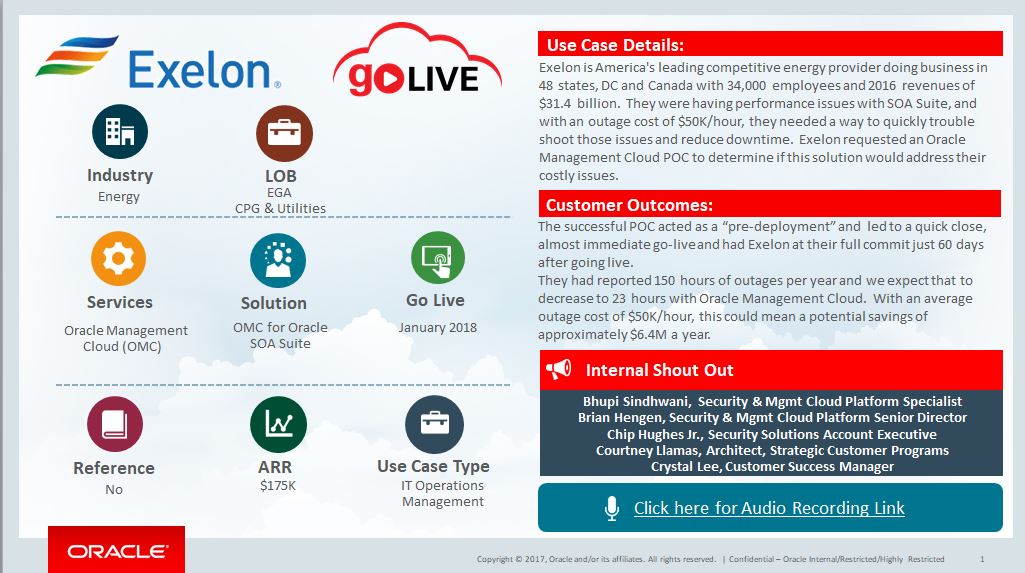 Exelon®
goLIVE
Industry
Energy
LOB
EGA
CPG & Utilities
Services
Oracle Management
Cloud (OMC)
Solution
OMC for Oracle
SOA Suite
Go Live
January 2018
Reference
No
ARR
$175K
Use Case Type
IT Operations
Management
Use Case Details:
Exelon is America's leading competitive energy provider doing business in
48 states, DC and Canada with 34,000 employees and 2016 revenues of
$31.4 billion. They were having performance issues with SOA Suite, and
with an outage cost of $50K/hour, they needed a way to quickly trouble
shoot those issues and reduce downtime. Exelon requested an Oracle
Management Cloud POC to determine if this solution would address their
costly issues.
Customer Outcomes:
The successful POC acted as a “pre-deployment” and led to a quick close,
almost immediate go-live and had Exelon at their full commit just 60 days
after going live.
They had reported 150 hours of outages per year and we expect that to
decrease to 23 hours with Oracle Management Cloud. With an average
outage cost of $50K/hour, this could mean a potential savings of
approximately $6.4M a year.
Internal Shout Out
Bhupi Sindhwani, Security & Mgmt Cloud Platform Specialist
Brian Hengen, Security & Mgmt Cloud Platform Senior Director
Chip Hughes Jr., Security Solutions Account Executive
Courtney Llamas, Architect, Strategic Customer Programs
Crystal Lee, Customer Success Manager
Click here for Audio Recording Link
ORACLE®
Copyright © 2017, Oracle and/or its affiliates. All rights reserved. | Confidential – Oracle Internal/Restricted/Highly Restricted 1